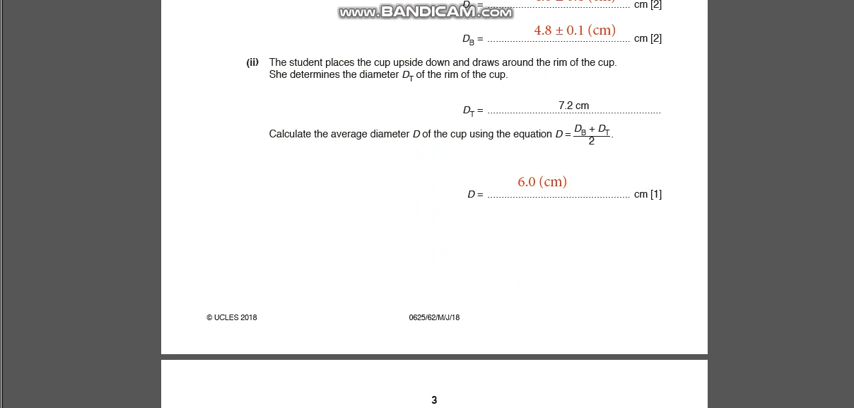 www.BANDICAM.com
cm [2]
4.8 ± 0.1 (cm)
D_B = ........................................ cm [2]
(ii) The student places the cup upside down and draws around the rim of the cup.
She determines the diameter D_T of the rim of the cup.
7.2 cm
D_T = ........................................
Calculate the average diameter D of the cup using the equation D = (D_B + D_T)/2.
6.0 (cm)
D = ........................................ cm [1]
© UCLES 2018 0625/62/M/J/18
3